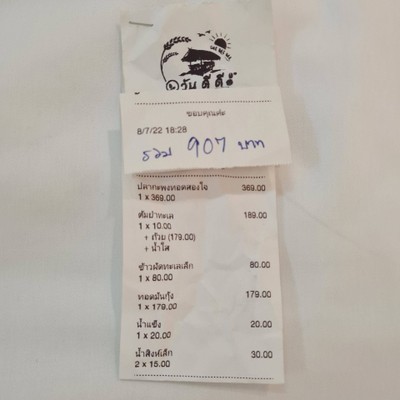 วันดีดี
ขอบคุณค่ะ
8/7/22 18:28
รวม 907 บาท
ปลากะพงทอดสองใจ 369.00
1 x 369.00
ต้มยำทะเล 189.00
1 x 10.00
+ ถ้วย (179.00)
+ น้ำใส
ข้าวผัดทะเลเล็ก 80.00
1 x 80.00
ทอดมันกุ้ง 179.00
1 x 179.00
น้ำแข็ง 20.00
1 x 20.00
น้ำสิงห์เล็ก 30.00
2 x 15.00